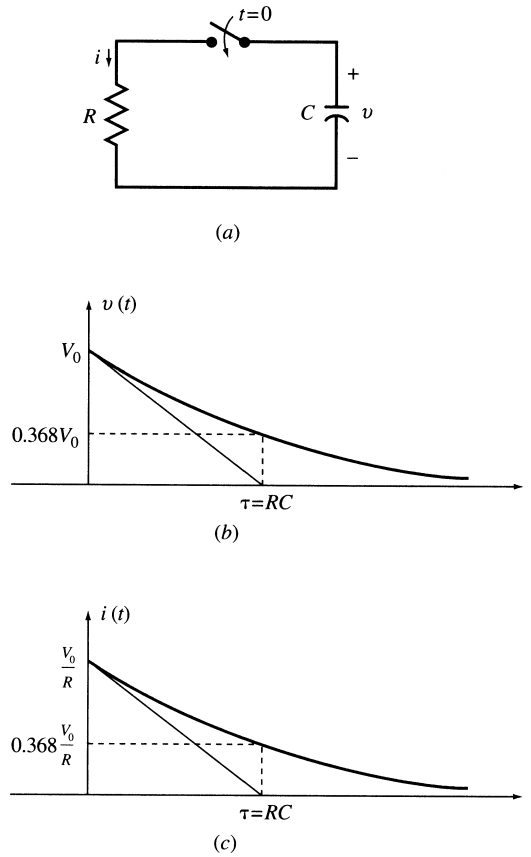 t=0
i
R
C
+
υ
−
(a)
υ (t)
V₀
0.368V₀
τ=RC
(b)
i (t)
V₀
R
0.368 V₀
R
τ=RC
(c)